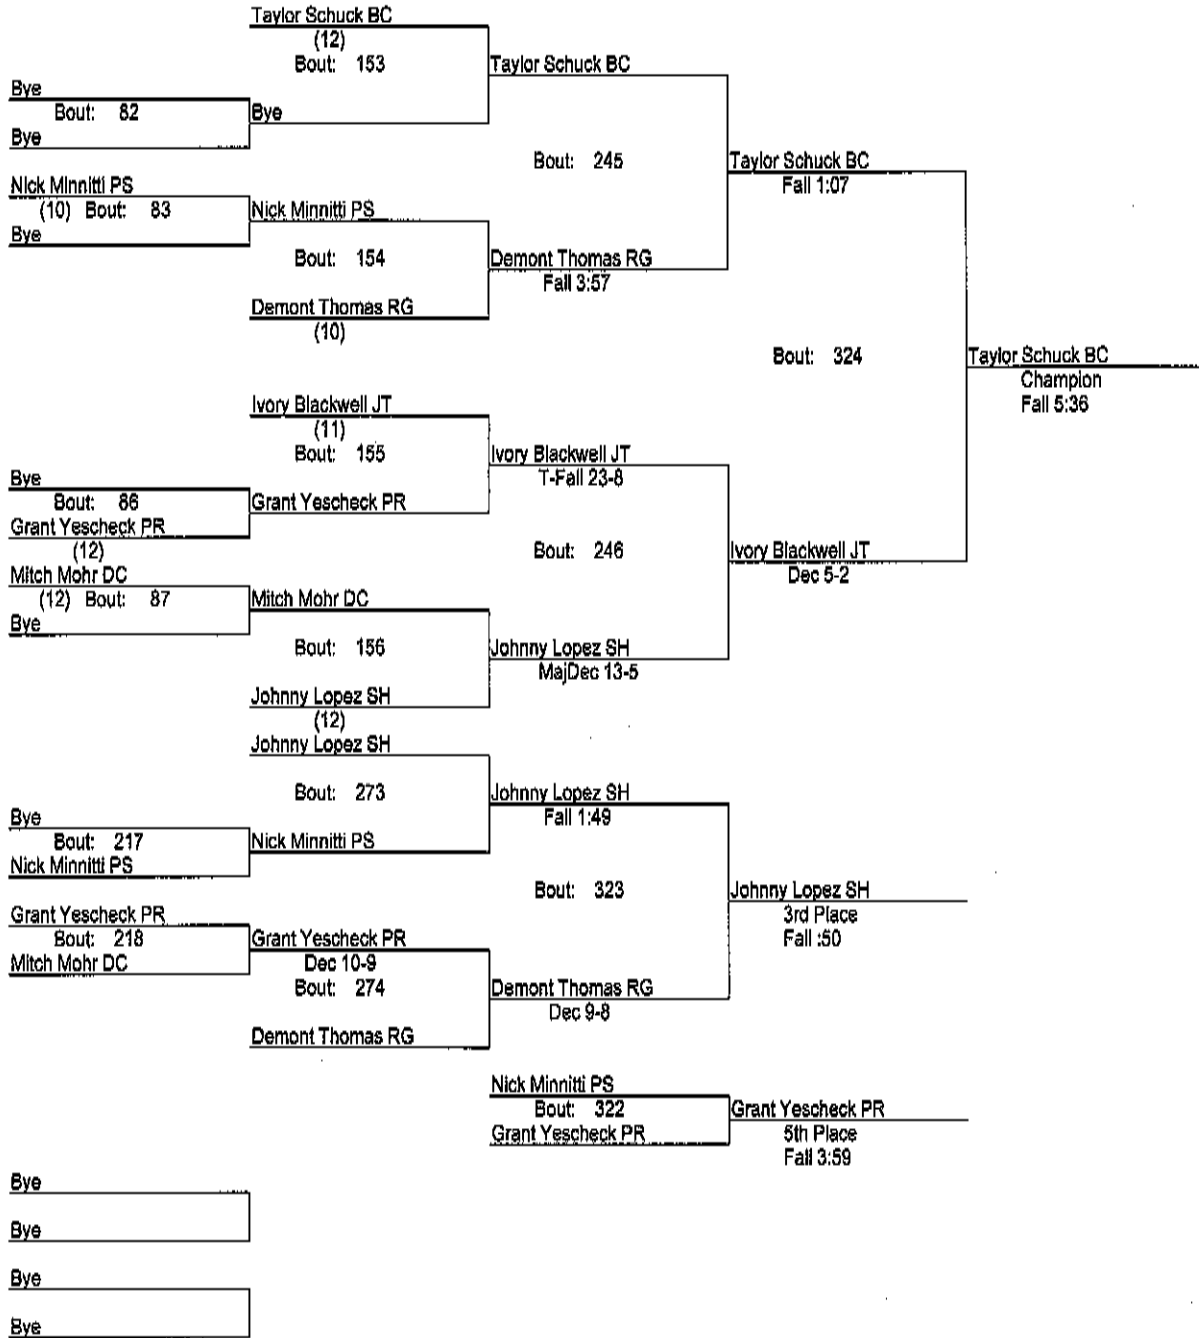 Taylor Schuck BC
(12)
Bout: 153
Taylor Schuck BC
Bye
Bout: 82
Bye
Bye
Bout: 245
Taylor Schuck BC
Fall 1:07
Nick Minnitti PS
(10) Bout: 83
Bye
Nick Minnitti PS
Bout: 154
Demont Thomas RG
Fall 3:57
Demont Thomas RG
(10)
Bout: 324
Taylor Schuck BC
Champion
Fall 5:36
Ivory Blackwell JT
(11)
Bout: 155
Ivory Blackwell JT
T-Fall 23-8
Bye
Bout: 86
Grant Yescheck PR
Grant Yescheck PR
(12)
Bout: 246
Ivory Blackwell JT
Dec 5-2
Mitch Mohr DC
(12) Bout: 87
Bye
Mitch Mohr DC
Bout: 156
Johnny Lopez SH
MajDec 13-5
Johnny Lopez SH
(12)
Johnny Lopez SH
Bout: 273
Johnny Lopez SH
Fall 1:49
Bye
Bout: 217
Nick Minnitti PS
Nick Minnitti PS
Bout: 323
Johnny Lopez SH
3rd Place
Fall :50
Grant Yescheck PR
Bout: 218
Mitch Mohr DC
Grant Yescheck PR
Dec 10-9
Bout: 274
Demont Thomas RG
Dec 9-8
Demont Thomas RG
Nick Minnitti PS
Bout: 322
Grant Yescheck PR
Grant Yescheck PR
5th Place
Fall 3:59
Bye
Bye
Bye
Bye